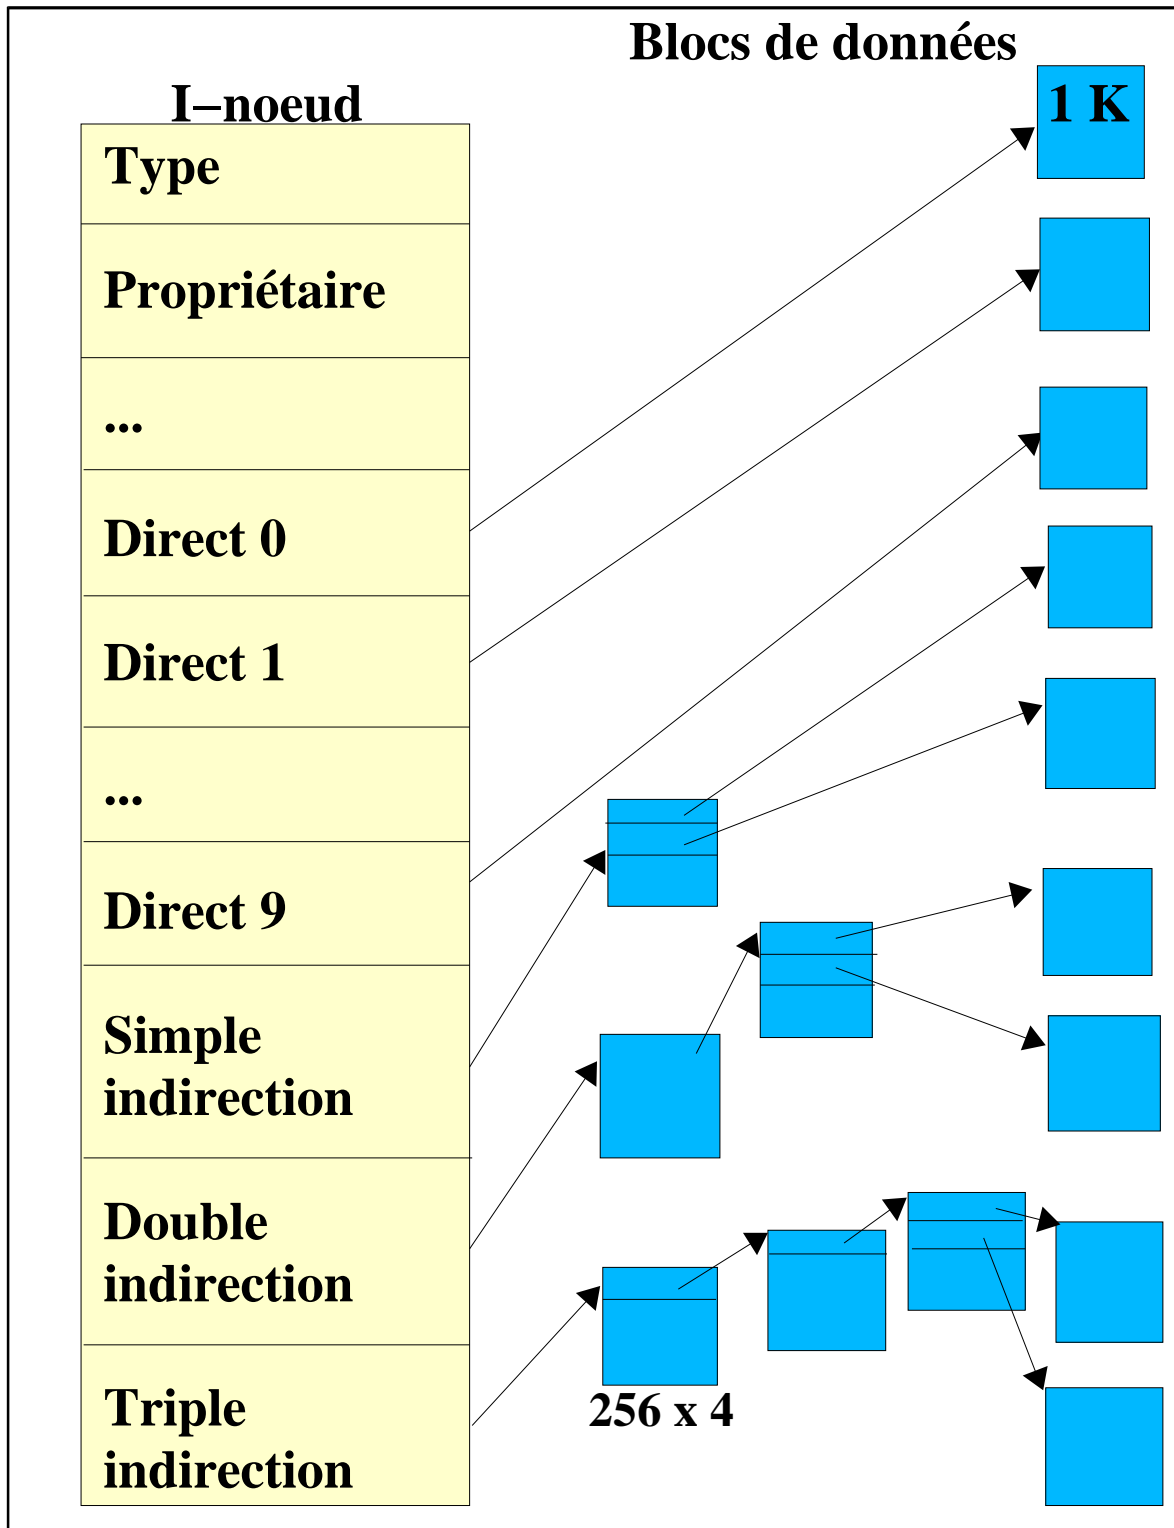 Blocs de données
I–noeud
1 K
Type
Propriétaire
...
Direct 0
Direct 1
...
Direct 9
Simple
indirection
Double
indirection
Triple
indirection
256 x 4